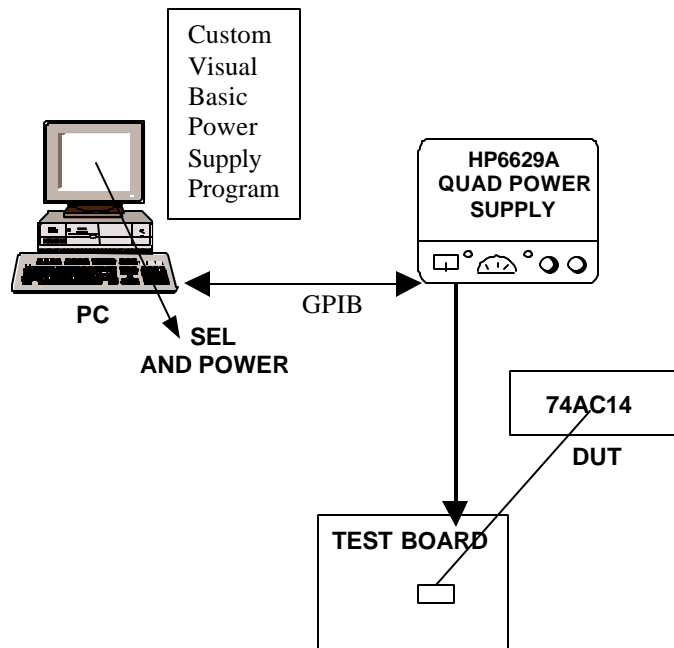 Custom
Visual
Basic
Power
Supply
Program
HP6629A
QUAD POWER
SUPPLY
PC
GPIB
SEL
AND POWER
74AC14
DUT
TEST BOARD